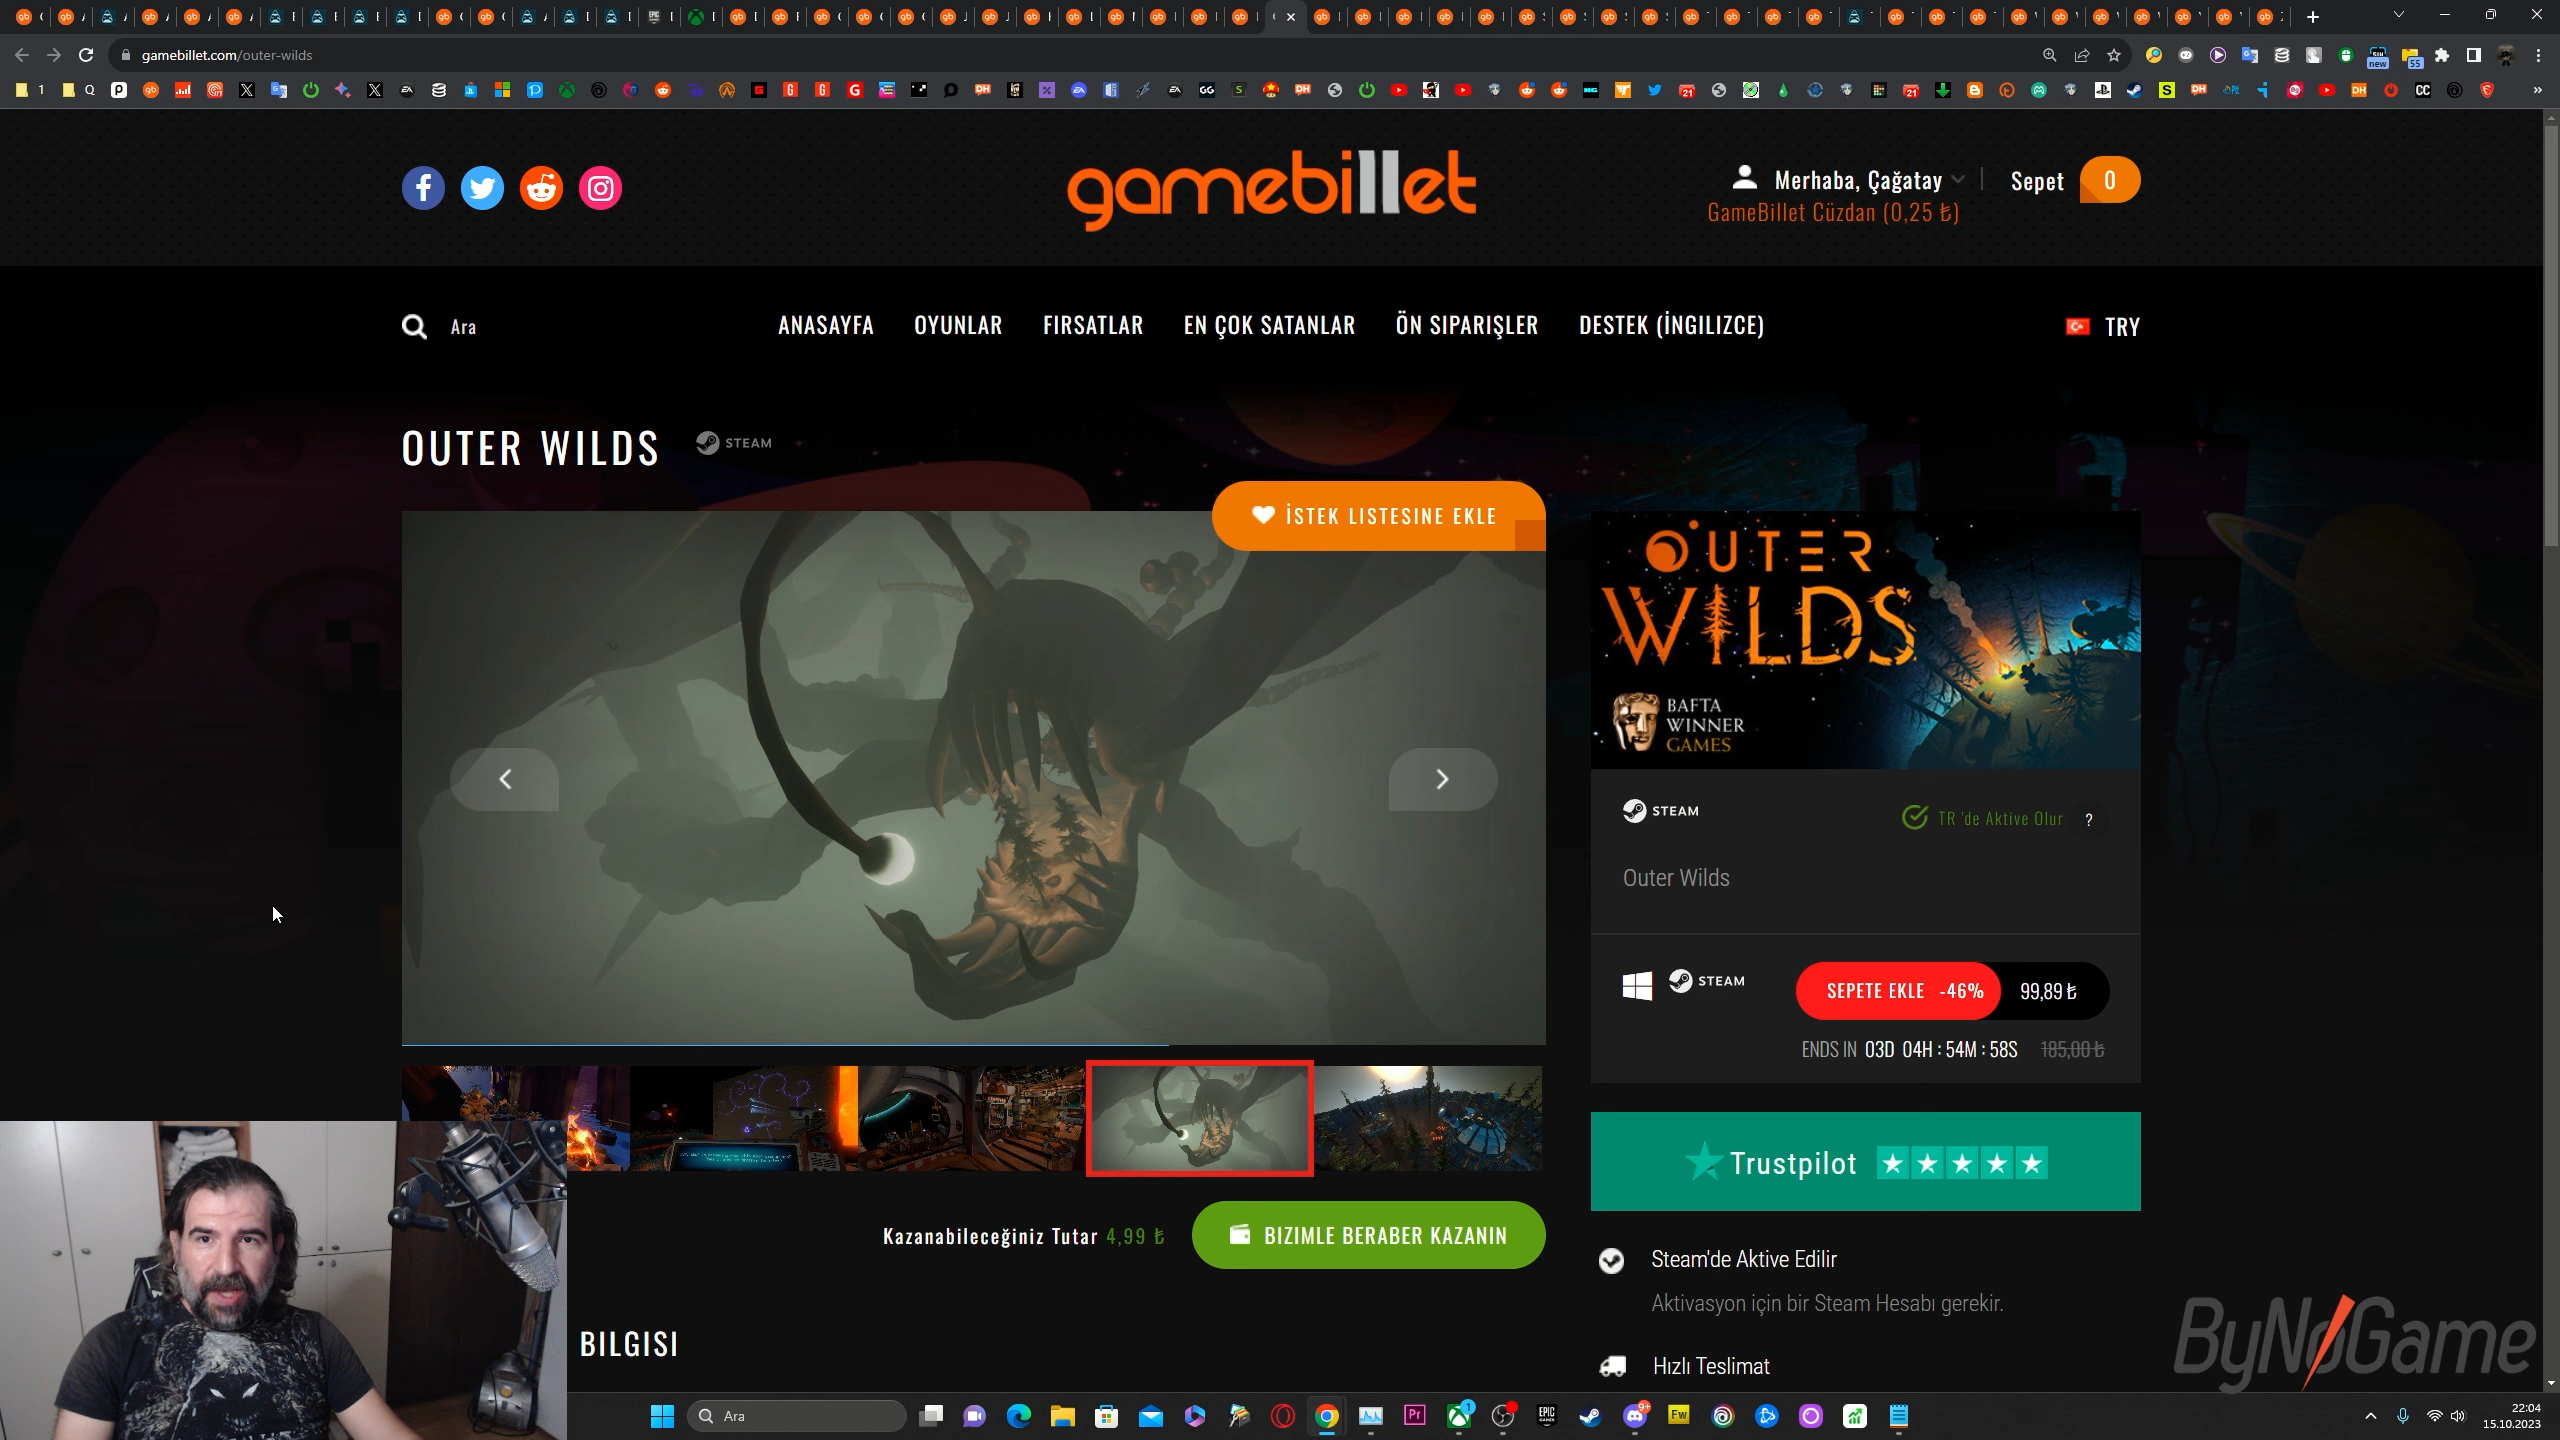 gamebillet.com/outer-wilds
1
Q
new
55
gamebillet
Merhaba, Çağatay
Sepet
0
GameBillet Cüzdan (0,25 ₺)
Ara
ANASAYFA
OYUNLAR
FIRSATLAR
EN ÇOK SATANLAR
ÖN SIPARIŞLER
DESTEK (İNGILIZCE)
TRY
OUTER WILDS
STEAM
İSTEK LISTESINE EKLE
OUTER
WILDS
BAFTA
WINNER
GAMES
STEAM
TR 'de Aktive Olur
?
Outer Wilds
STEAM
SEPETE EKLE -46%
99,89 ₺
ENDS IN 03D 04H : 54M : 58S
185,00 ₺
Trustpilot
Kazanabileceğiniz Tutar 4,99 ₺
BIZIMLE BERABER KAZANIN
Steam'de Aktive Edilir
Aktivasyon için bir Steam Hesabı gerekir.
BILGISI
Hızlı Teslimat
ByNoGame
Ara
22:04
15.10.2023